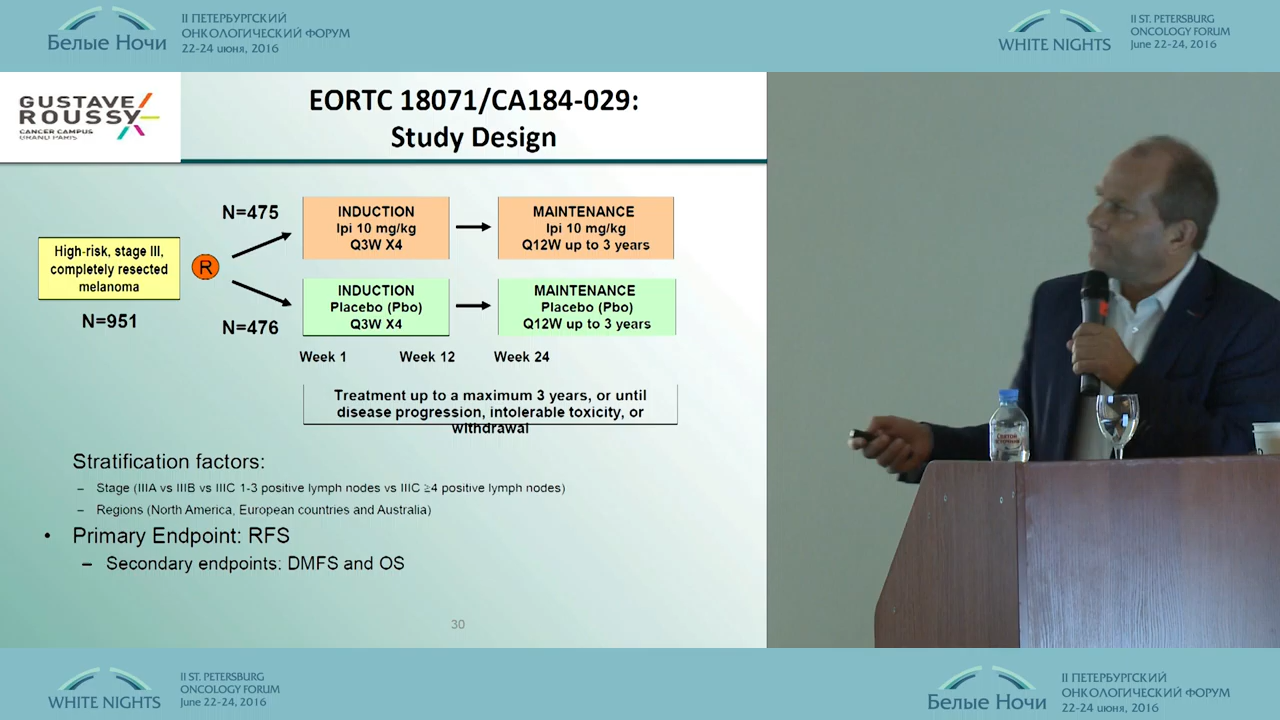 Белые Ночи
II ПЕТЕРБУРГСКИЙ
ОНКОЛОГИЧЕСКИЙ ФОРУМ
22-24 июня, 2016
WHITE NIGHTS
II ST. PETERSBURG
ONCOLOGY FORUM
June 22-24, 2016
GUSTAVE
ROUSSY
CANCER CAMPUS
GRAND PARIS
EORTC 18071/CA184-029:
Study Design
High-risk, stage III,
completely resected
melanoma
N=951
R
N=475
N=476
INDUCTION
Ipi 10 mg/kg
Q3W X4
MAINTENANCE
Ipi 10 mg/kg
Q12W up to 3 years
INDUCTION
Placebo (Pbo)
Q3W X4
MAINTENANCE
Placebo (Pbo)
Q12W up to 3 years
Week 1
Week 12
Week 24
Treatment up to a maximum 3 years, or until
disease progression, intolerable toxicity, or
withdrawal
Stratification factors:
– Stage (IIIA vs IIIB vs IIIC 1-3 positive lymph nodes vs IIIC ≥4 positive lymph nodes)
– Regions (North America, European countries and Australia)
• Primary Endpoint: RFS
– Secondary endpoints: DMFS and OS
30
WHITE NIGHTS
II ST. PETERSBURG
ONCOLOGY FORUM
June 22-24, 2016
Белые Ночи
II ПЕТЕРБУРГСКИЙ
ОНКОЛОГИЧЕСКИЙ ФОРУМ
22-24 июня, 2016